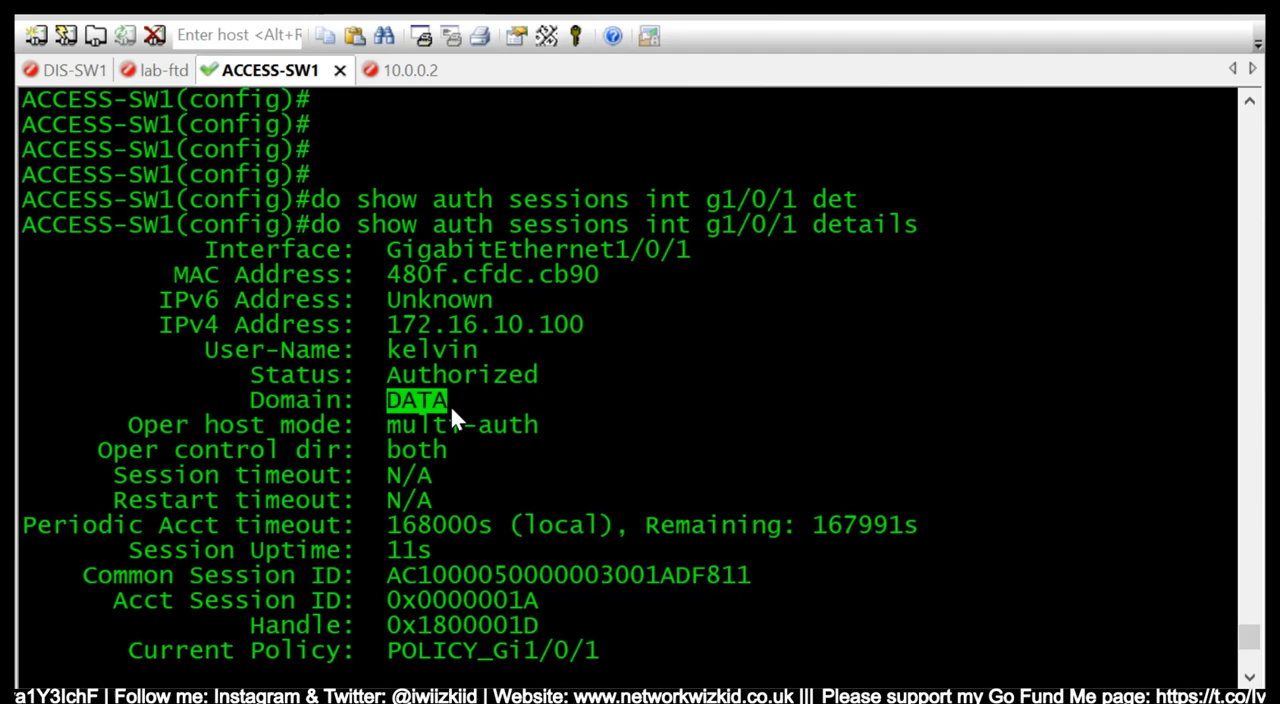 Enter host <Alt+R
DIS-SW1 lab-ftd ACCESS-SW1 10.0.0.2
ACCESS-SW1(config)#
ACCESS-SW1(config)#
ACCESS-SW1(config)#
ACCESS-SW1(config)#
ACCESS-SW1(config)#do show auth sessions int g1/0/1 det
ACCESS-SW1(config)#do show auth sessions int g1/0/1 details
Interface: GigabitEthernet1/0/1
MAC Address: 480f.cfdc.cb90
IPv6 Address: Unknown
IPv4 Address: 172.16.10.100
User-Name: kelvin
Status: Authorized
Domain: DATA
Oper host mode: multi-auth
Oper control dir: both
Session timeout: N/A
Restart timeout: N/A
Periodic Acct timeout: 168000s (local), Remaining: 167991s
Session Uptime: 11s
Common Session ID: AC1000050000003001ADF811
Acct Session ID: 0x0000001A
Handle: 0x1800001D
Current Policy: POLICY_Gi1/0/1
a1Y3lchF | Follow me: Instagram & Twitter: @iwiizkiid | Website: www.networkwizkid.co.uk ||| Please support my Go Fund Me page: https://t.co/lv